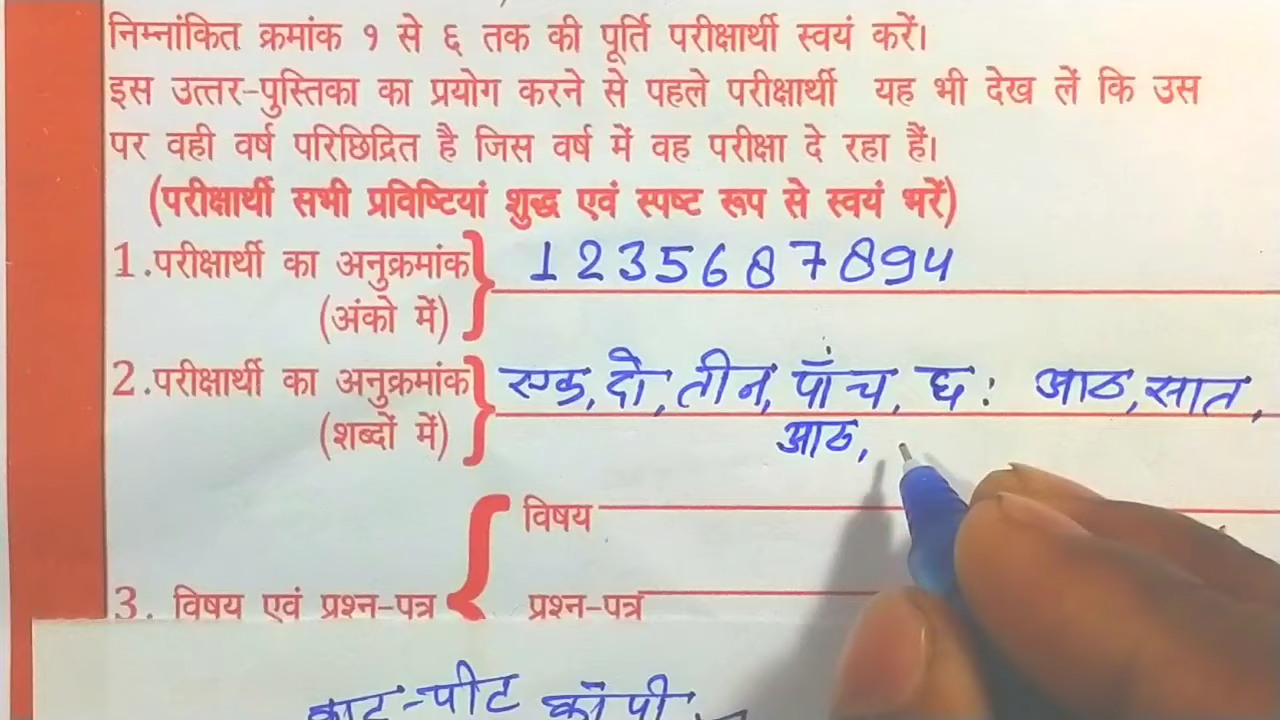 निम्नांकित क्रमांक १ से ६ तक की पूर्ति परीक्षार्थी स्वयं करें।
इस उत्तर-पुस्तिका का प्रयोग करने से पहले परीक्षार्थी यह भी देख लें कि उस
पर वही वर्ष परिछिद्रित है जिस वर्ष में वह परीक्षा दे रहा हैं।
(परीक्षार्थी सभी प्रविष्टियां शुद्ध एवं स्पष्ट रूप से स्वयं भरें)
1.परीक्षार्थी का अनुक्रमांक 1235687894
(अंको में)
2.परीक्षार्थी का अनुक्रमांक एक, दो, तीन, पाँच, छः आठ, सात,
(शब्दों में) आठ,
विषय
3. विषय एवं प्रश्न-पत्र प्रश्न-पत्र
काट-पीट कॉपी